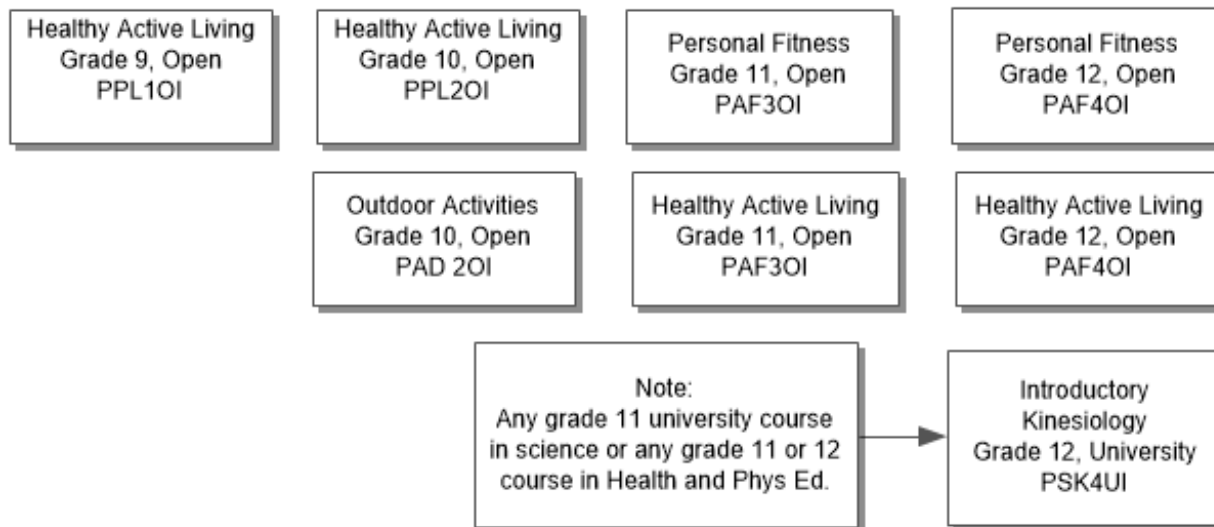 Healthy Active Living
Grade 9, Open
PPL1OI
Healthy Active Living
Grade 10, Open
PPL2OI
Personal Fitness
Grade 11, Open
PAF3OI
Personal Fitness
Grade 12, Open
PAF4OI
Outdoor Activities
Grade 10, Open
PAD 2OI
Healthy Active Living
Grade 11, Open
PAF3OI
Healthy Active Living
Grade 12, Open
PAF4OI
Note:
Any grade 11 university course
in science or any grade 11 or 12
course in Health and Phys Ed.
Introductory
Kinesiology
Grade 12, University
PSK4UI